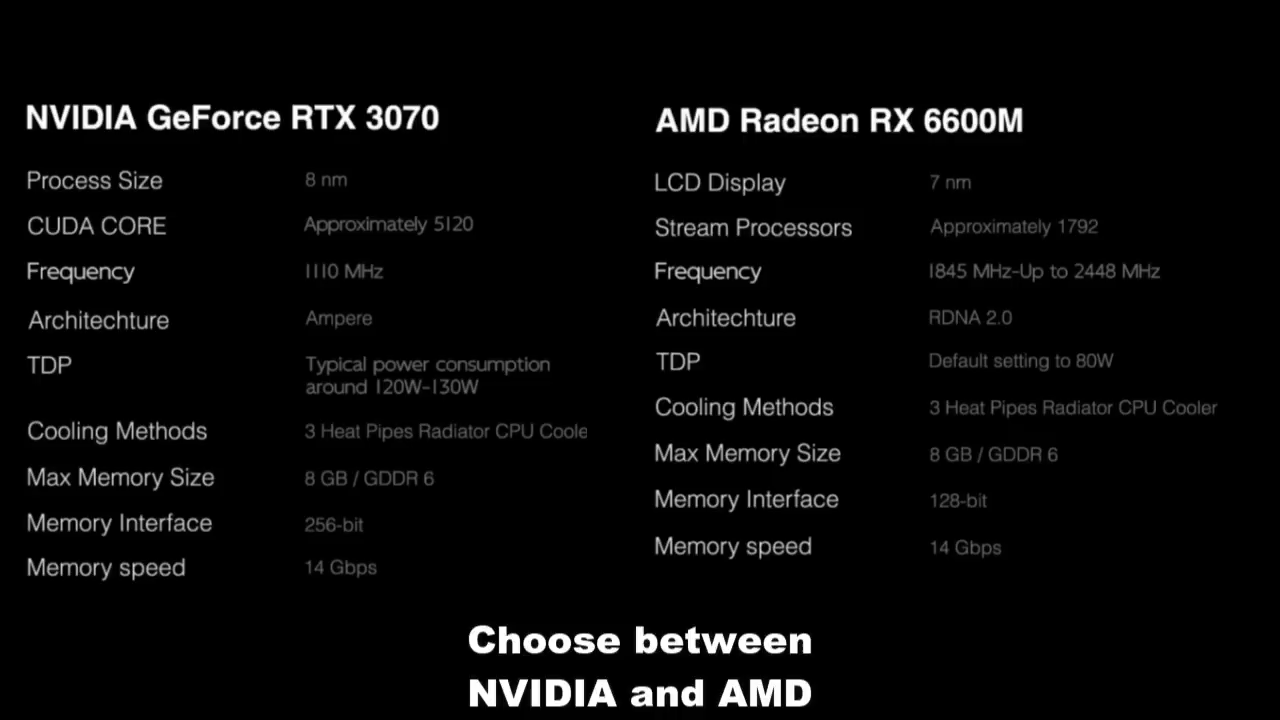 NVIDIA GeForce RTX 3070
Process Size 8 nm
CUDA CORE Approximately 5120
Frequency 1110 MHz
Architechture Ampere
TDP Typical power consumption
around 120W-130W
Cooling Methods 3 Heat Pipes Radiator CPU Coole
Max Memory Size 8 GB / GDDR 6
Memory Interface 256-bit
Memory speed 14 Gbps
AMD Radeon RX 6600M
LCD Display 7 nm
Stream Processors Approximately 1792
Frequency 1845 MHz-Up to 2448 MHz
Architechture RDNA 2.0
TDP Default setting to 80W
Cooling Methods 3 Heat Pipes Radiator CPU Cooler
Max Memory Size 8 GB / GDDR 6
Memory Interface 128-bit
Memory speed 14 Gbps
Choose between
NVIDIA and AMD